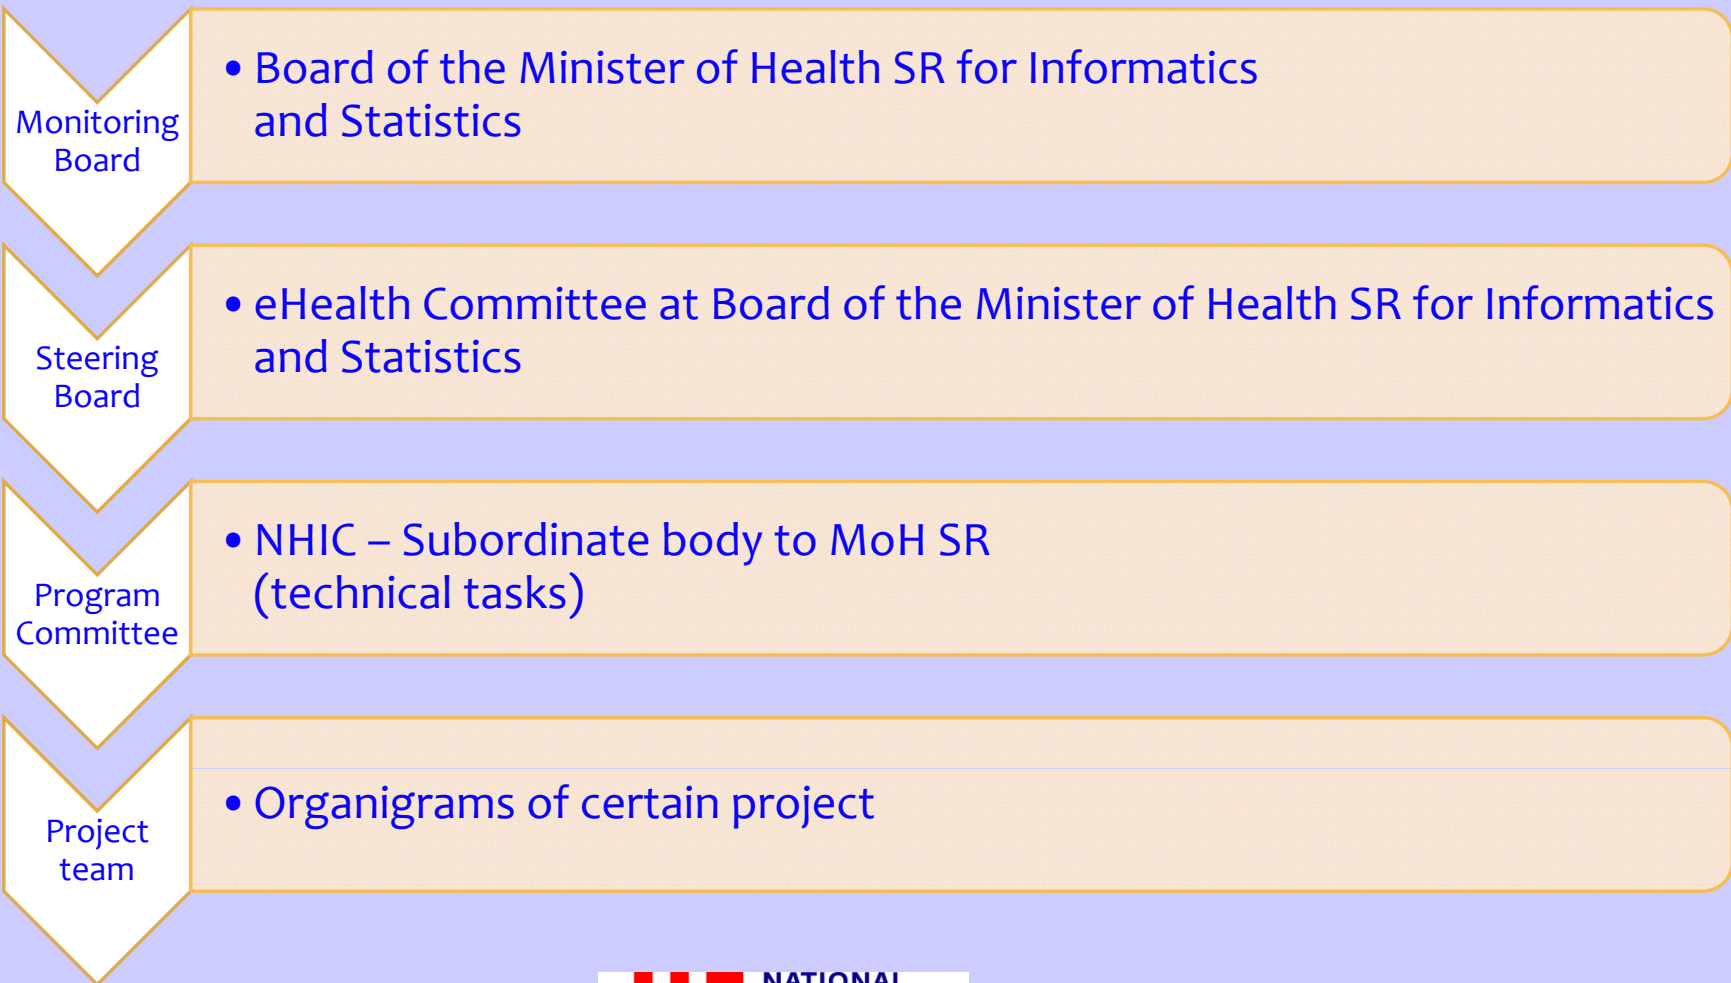 Monitoring
Board
• Board of the Minister of Health SR for Informatics
and Statistics
Steering
Board
• eHealth Committee at Board of the Minister of Health SR for Informatics
and Statistics
Program
Committee
• NHIC – Subordinate body to MoH SR
(technical tasks)
Project
team
• Organigrams of certain project
NATIONAL